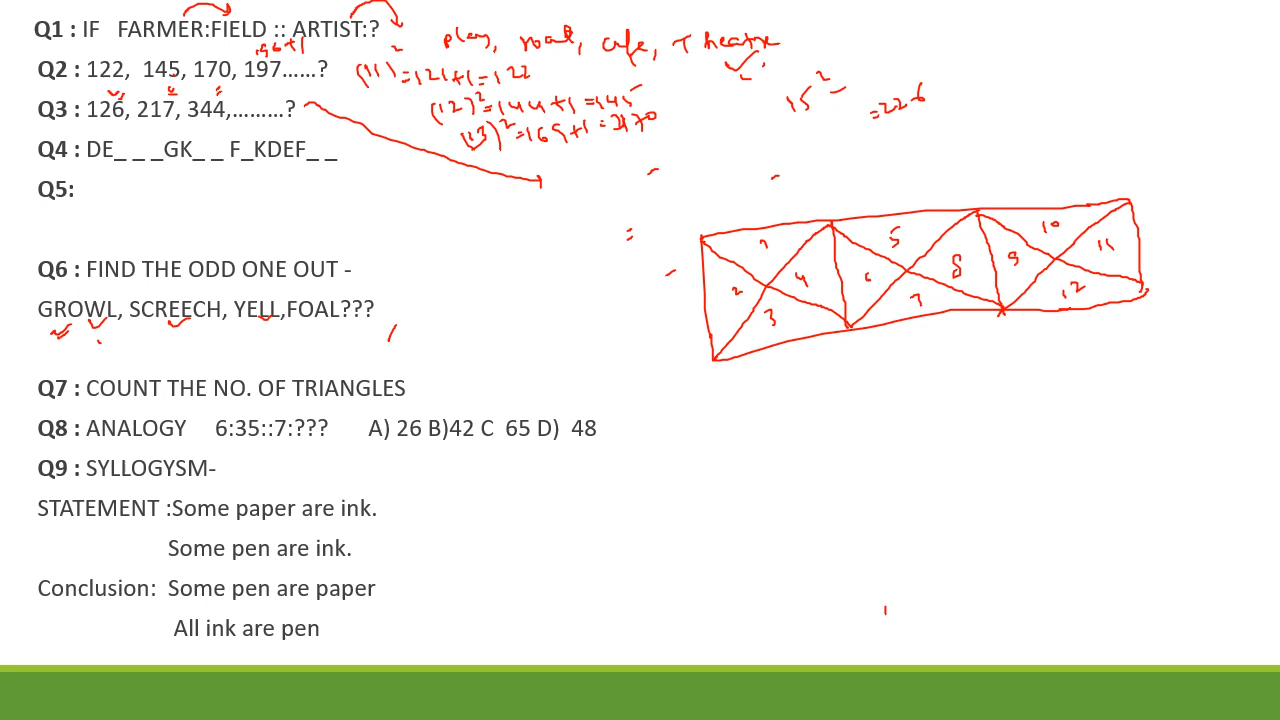 Q1 : IF FARMER:FIELD :: ARTIST:?
play, road, cafe, Theatre
196+1
Q2 : 122, 145, 170, 197……?
(11)²=121+1=122
15²
=226
Q3 : 126, 217, 344,………?
(12)²=144+1=145
(13)²=169+1=170
Q4 : DE_ _ _GK_ _ F_KDEF_ _
Q5:
1 5 10
2 4 6 8 9 11
3 7 12
Q6 : FIND THE ODD ONE OUT -
GROWL, SCREECH, YELL,FOAL???
Q7 : COUNT THE NO. OF TRIANGLES
Q8 : ANALOGY 6:35::7:??? A) 26 B)42 C 65 D) 48
Q9 : SYLLOGYSM-
STATEMENT :Some paper are ink.
Some pen are ink.
Conclusion: Some pen are paper
All ink are pen